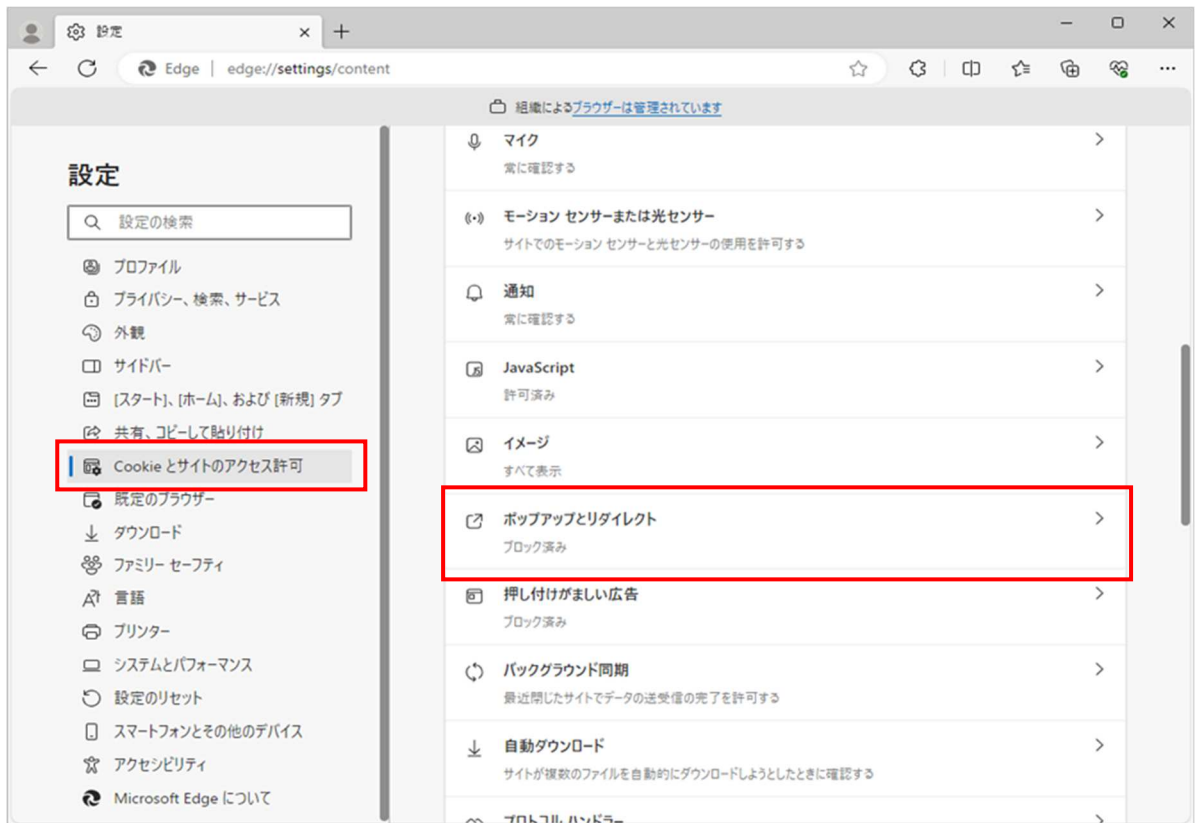 設定
Edge
edge://settings/content
組織によるブラウザーは管理されています
設定
設定の検索
プロファイル
プライバシー、検索、サービス
外観
サイドバー
[スタート]、[ホーム]、および [新規] タブ
共有、コピーして貼り付け
Cookie とサイトのアクセス許可
既定のブラウザー
ダウンロード
ファミリー セーフティ
言語
プリンター
システムとパフォーマンス
設定のリセット
スマートフォンとその他のデバイス
アクセシビリティ
Microsoft Edge について
マイク
常に確認する
モーション センサーまたは光センサー
サイトでのモーション センサーと光センサーの使用を許可する
通知
常に確認する
JavaScript
許可済み
イメージ
すべて表示
ポップアップとリダイレクト
ブロック済み
押し付けがましい広告
ブロック済み
バックグラウンド同期
最近閉じたサイトでデータの送受信の完了を許可する
自動ダウンロード
サイトが複数のファイルを自動的にダウンロードしようとしたときに確認する
プロトコル ハンドラー